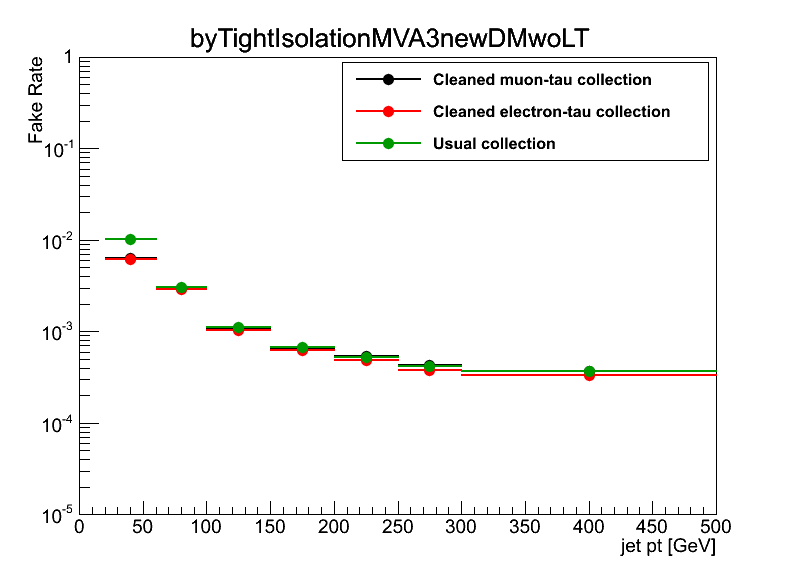 byTightIsolationMVA3newDMwoLT
Fake Rate
Cleaned muon-tau collection
Cleaned electron-tau collection
Usual collection
1
10^-1
10^-2
10^-3
10^-4
10^-5
0 50 100 150 200 250 300 350 400 450 500
jet pt [GeV]